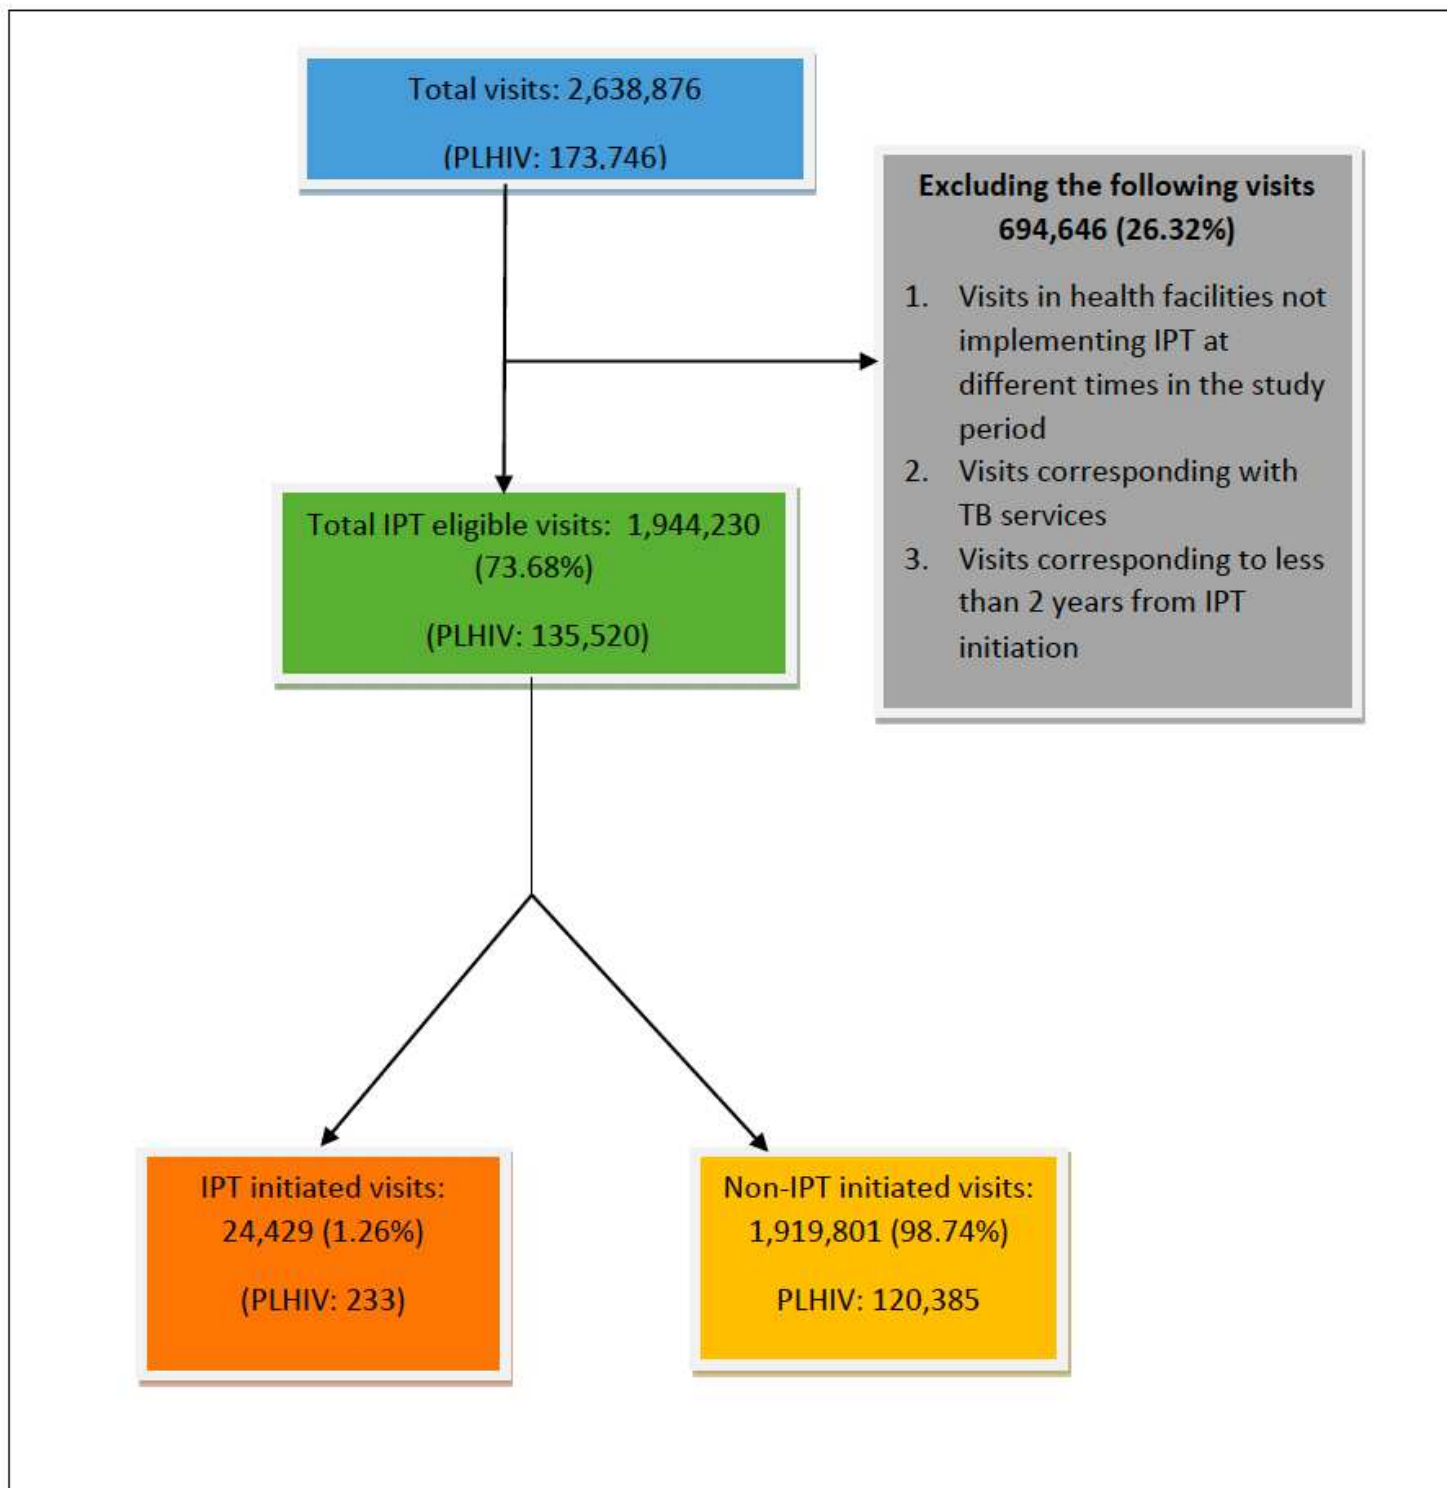 Total visits: 2,638,876
(PLHIV: 173,746)
Excluding the following visits
694,646 (26.32%)
1. Visits in health facilities not
implementing IPT at
different times in the study
period
2. Visits corresponding with
TB services
3. Visits corresponding to less
than 2 years from IPT
initiation
Total IPT eligible visits: 1,944,230
(73.68%)
(PLHIV: 135,520)
IPT initiated visits:
24,429 (1.26%)
(PLHIV: 233)
Non-IPT initiated visits:
1,919,801 (98.74%)
PLHIV: 120,385